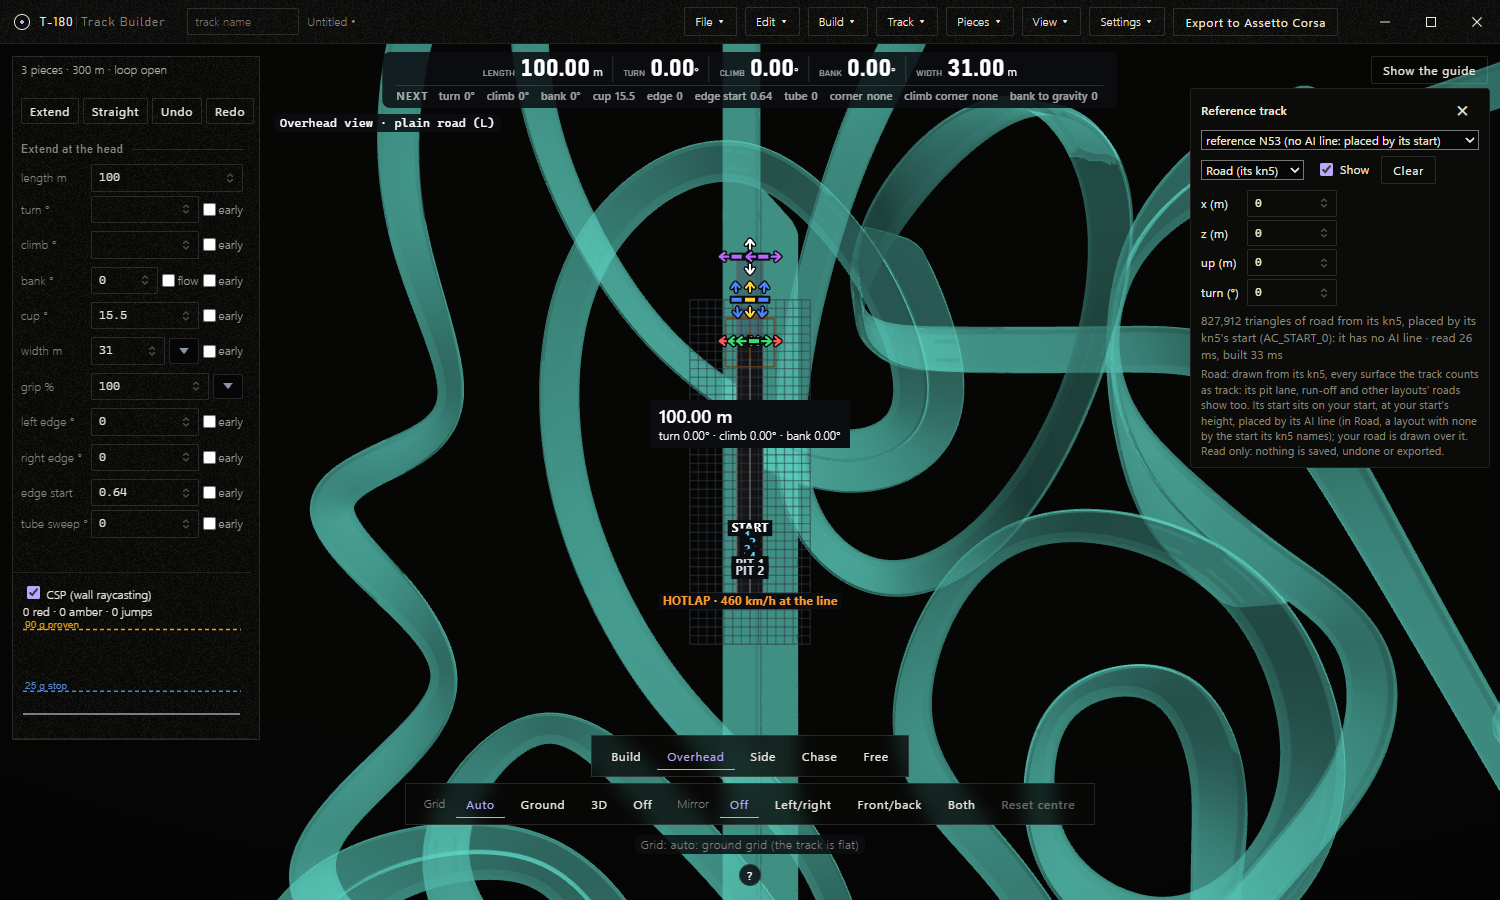 T-180 Track Builder
track name
Untitled •
File
Edit
Build
Track
Pieces
View
Settings
Export to Assetto Corsa
3 pieces · 300 m · loop open
Extend
Straight
Undo
Redo
Extend at the head
length m 100
turn ° early
climb ° early
bank ° 0 flow early
cup ° 15.5 early
width m 31 early
grip % 100
left edge ° 0 early
right edge ° 0 early
edge start 0.64 early
tube sweep ° 0 early
CSP (wall raycasting)
0 red · 0 amber · 0 jumps
90 g proven
25 g stop
LENGTH 100.00 m TURN 0.00° CLIMB 0.00° BANK 0.00° WIDTH 31.00 m
NEXT turn 0° climb 0° bank 0° cup 15.5 edge 0 edge start 0.64 tube 0 corner none climb corner none bank to gravity 0
Overhead view · plain road (L)
100.00 m
turn 0.00° · climb 0.00° · bank 0.00°
START
PIT 1
PIT 2
HOTLAP · 460 km/h at the line
Show the guide
Reference track
reference N53 (no AI line: placed by its start)
Road (its kn5)
Show
Clear
x (m) 0
z (m) 0
up (m) 0
turn (°) 0
827,912 triangles of road from its kn5, placed by its
kn5's start (AC_START_0): it has no AI line · read 26
ms, built 33 ms
Road: drawn from its kn5, every surface the track counts
as track: its pit lane, run-off and other layouts' roads
show too. Its start sits on your start, at your start's
height, placed by its AI line (in Road, a layout with none
by the start its kn5 names); your road is drawn over it.
Read only: nothing is saved, undone or exported.
Build
Overhead
Side
Chase
Free
Grid Auto Ground 3D Off Mirror Off Left/right Front/back Both Reset centre
Grid: auto: ground grid (the track is flat)
?